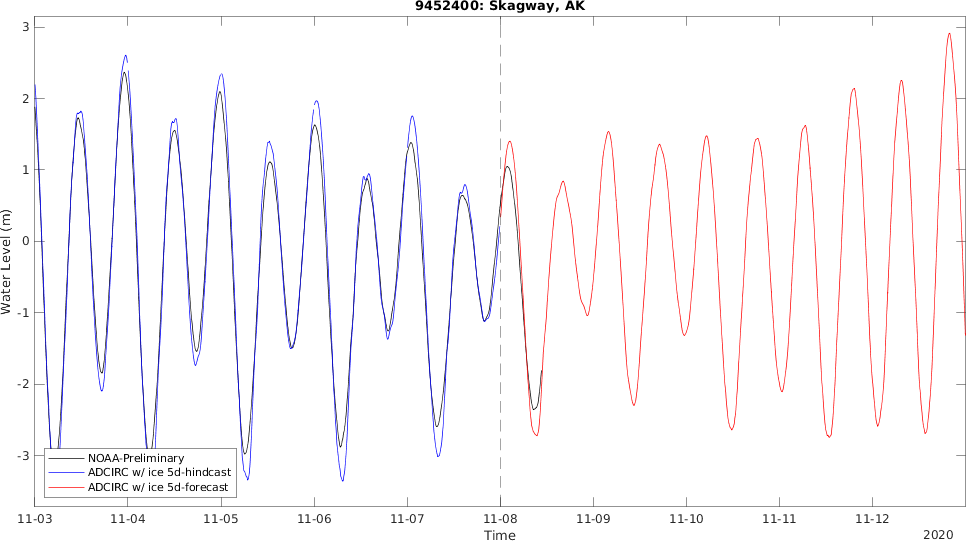 9452400: Skagway, AK
3
2
1
0
-1
-2
-3
Water Level (m)
NOAA-Preliminary
ADCIRC w/ ice 5d-hindcast
ADCIRC w/ ice 5d-forecast
11-03 11-04 11-05 11-06 11-07 11-08 11-09 11-10 11-11 11-12
Time
2020